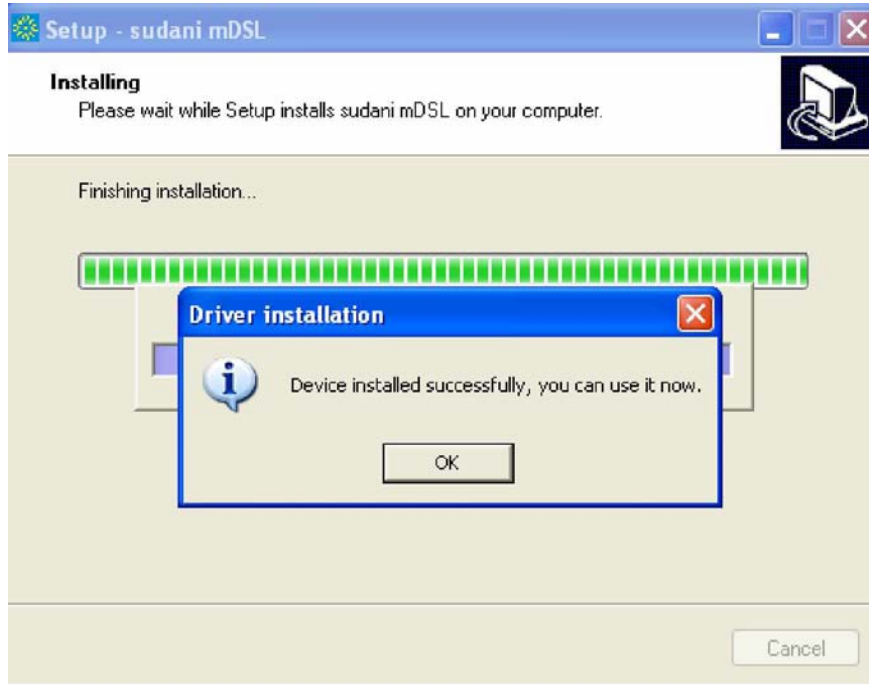 Setup - sudani mDSL
Installing
Please wait while Setup installs sudani mDSL on your computer.
Finishing installation...
Driver installation
Device installed successfully, you can use it now.
OK
Cancel